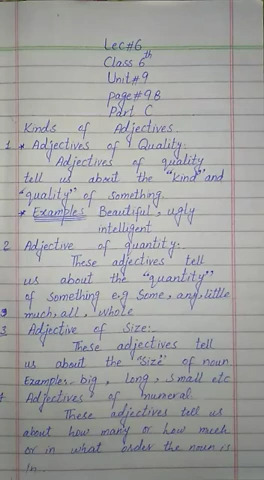 Lec#6
Class 6th
Unit#9
page#98
Part C
Kinds of Adjectives.
1 * Adjectives of Quality:
Adjectives of quality
tell us about the "kind" and
"quality" of something
* Examples Beautiful, ugly
intelligent
2 Adjective of quantity:.
These adjectives tell
us about the "quantity"
of something e.g Some, any, little
much, all, whole
3 Adjective of Size:-
These adjectives tell
us about the "size" of noun
Examples. big, long, small etc
Adjectives of numeral.
These adjectives tell us
about how many or how much
or in what order the noun is
in..